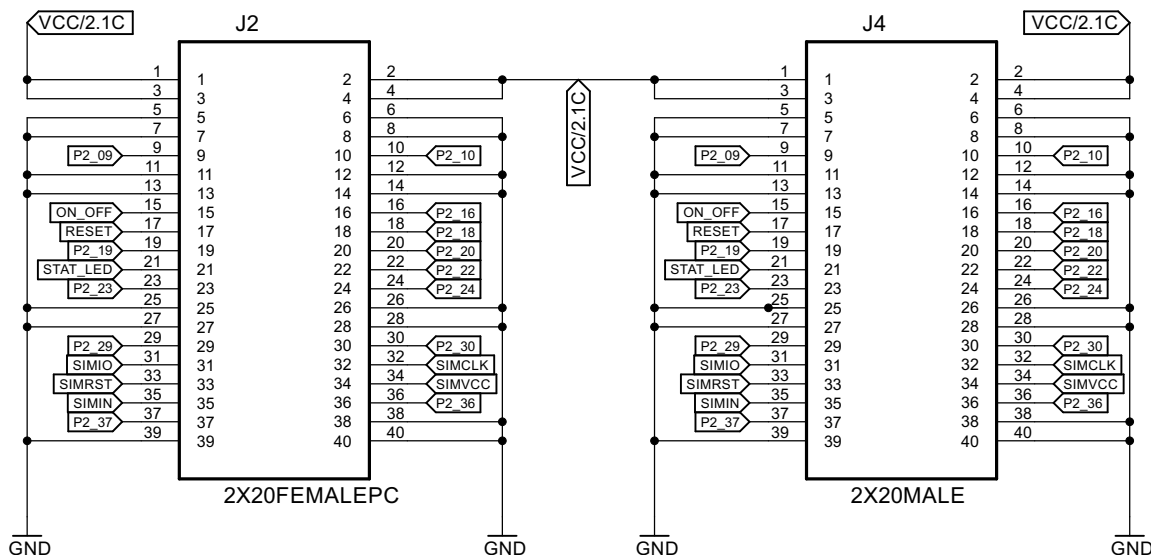 VCC/2.1C J2 J4 VCC/2.1C
1 1 2 2 1 1 2 2
3 3 4 4 VCC/2.1C 3 3 4 4
5 5 6 6 5 5 6 6
7 7 8 8 7 7 8 8
P2_09 9 9 10 10 P2_10 P2_09 9 9 10 10 P2_10
11 11 12 12 11 11 12 12
13 13 14 14 13 13 14 14
ON_OFF 15 15 16 16 P2_16 ON_OFF 15 15 16 16 P2_16
RESET 17 17 18 18 P2_18 RESET 17 17 18 18 P2_18
P2_19 19 19 20 20 P2_20 P2_19 19 19 20 20 P2_20
STAT_LED 21 21 22 22 P2_22 STAT_LED 21 21 22 22 P2_22
P2_23 23 23 24 24 P2_24 P2_23 23 23 24 24 P2_24
25 25 26 26 25 25 26 26
27 27 28 28 27 27 28 28
P2_29 29 29 30 30 P2_30 P2_29 29 29 30 30 P2_30
SIMIO 31 31 32 32 SIMCLK SIMIO 31 31 32 32 SIMCLK
SIMRST 33 33 34 34 SIMVCC SIMRST 33 33 34 34 SIMVCC
SIMIN 35 35 36 36 P2_36 SIMIN 35 35 36 36 P2_36
P2_37 37 37 38 38 P2_37 37 37 38 38
39 39 40 40 39 39 40 40
2X20FEMALEPC 2X20MALE
GND GND GND GND